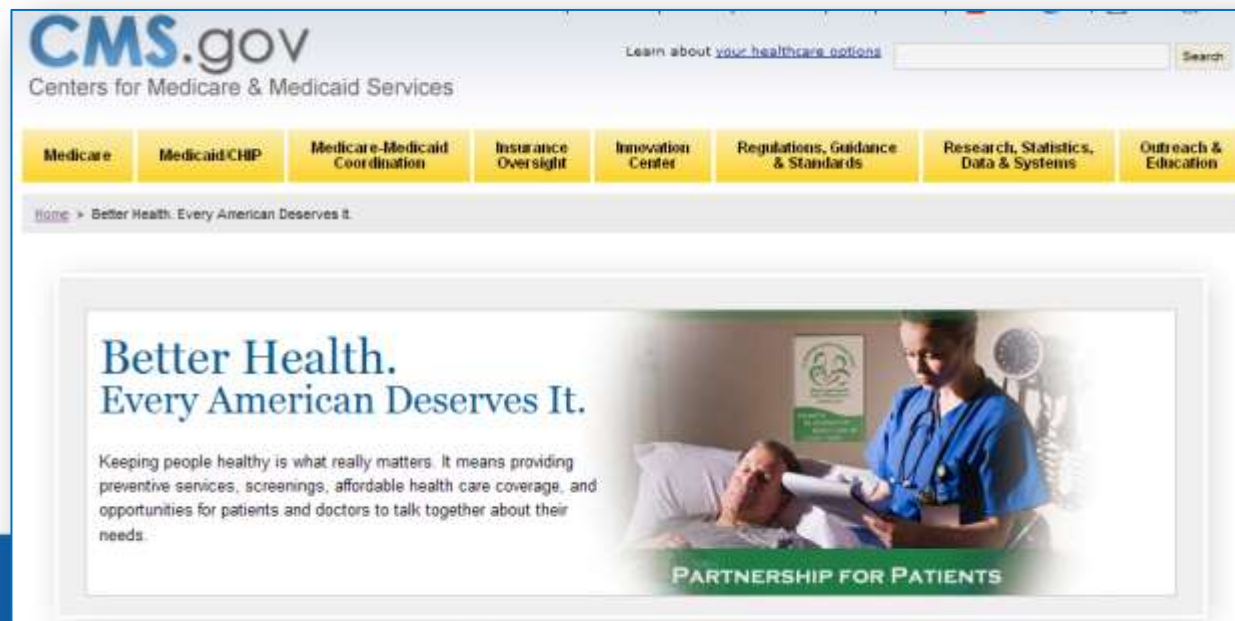 CMS.gov
Learn about your healthcare options
Search
Centers for Medicare & Medicaid Services
Medicare
Medicaid/CHIP
Medicare-Medicaid
Coordination
Insurance
Oversight
Innovation
Center
Regulations, Guidance
& Standards
Research, Statistics,
Data & Systems
Outreach &
Education
Home > Better Health. Every American Deserves It.
Better Health.
Every American Deserves It.
Keeping people healthy is what really matters. It means providing
preventive services, screenings, affordable health care coverage, and
opportunities for patients and doctors to talk together about their
needs.
PARTNERSHIP FOR PATIENTS